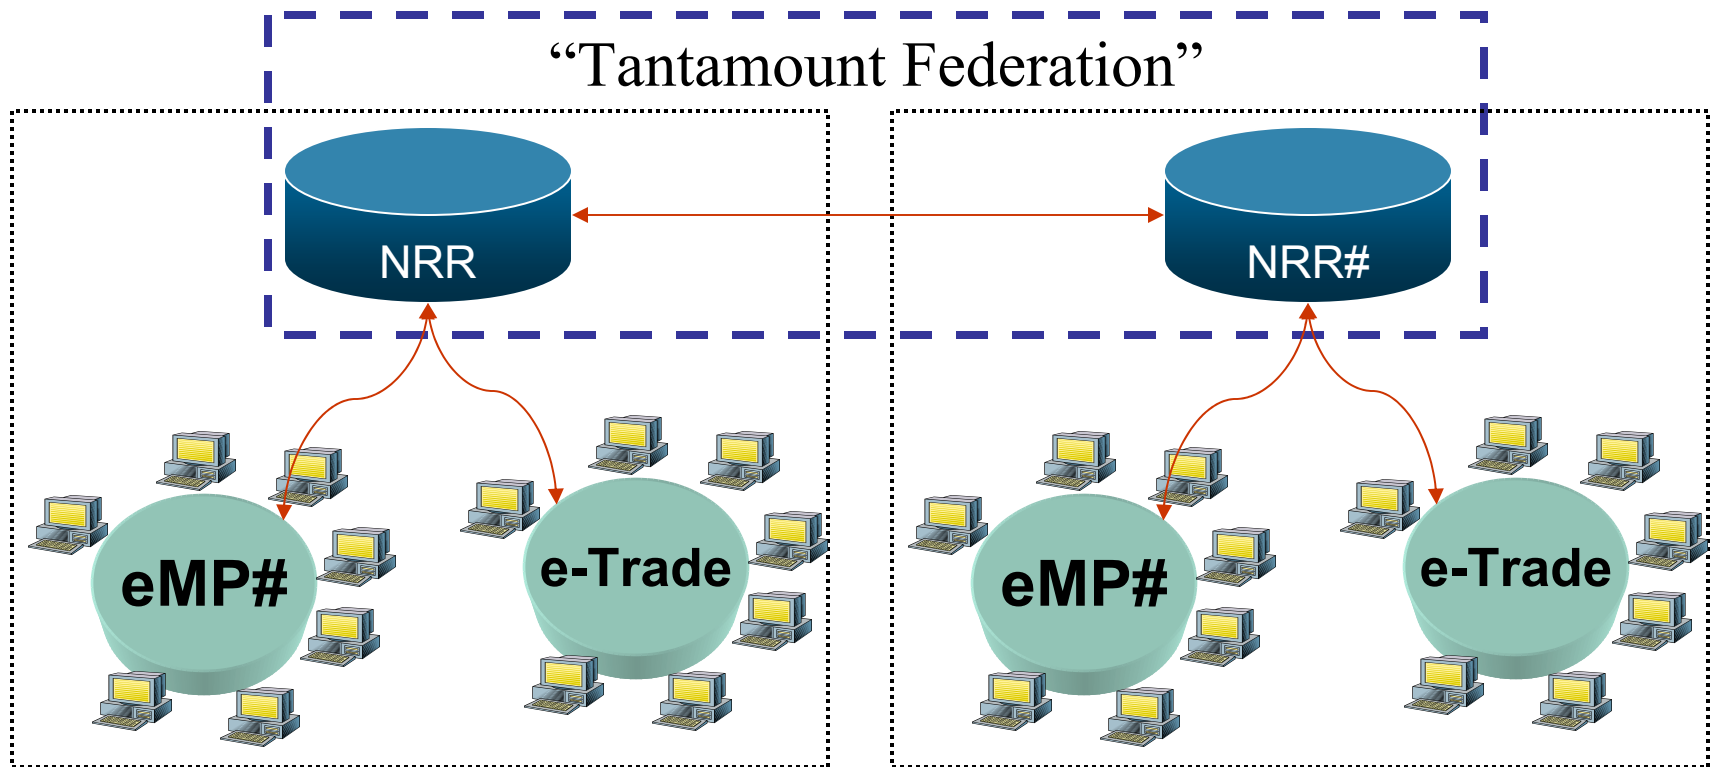 “Tantamount Federation”
NRR
NRR#
eMP#
e-Trade
eMP#
e-Trade